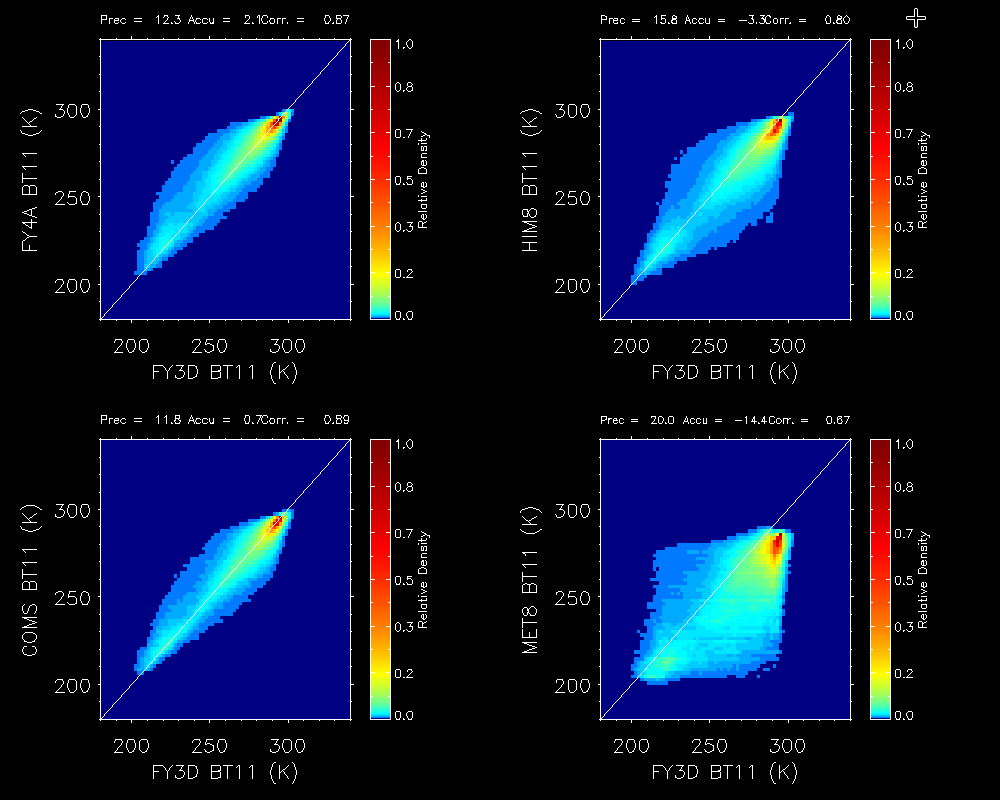 Prec = 12.3 Accu = 2.1Corr. = 0.87
300
250
200
200 250 300
FY4A BT11 (K)
FY3D BT11 (K)
1.0
0.8
0.7
0.5
0.3
0.2
0.0
Relative Density
Prec = 15.8 Accu = -3.3Corr. = 0.80
300
250
200
200 250 300
HIM8 BT11 (K)
FY3D BT11 (K)
1.0
0.8
0.7
0.5
0.3
0.2
0.0
Relative Density
Prec = 11.8 Accu = 0.7Corr. = 0.89
300
250
200
200 250 300
COMS BT11 (K)
FY3D BT11 (K)
1.0
0.8
0.7
0.5
0.3
0.2
0.0
Relative Density
Prec = 20.0 Accu = -14.4Corr. = 0.67
300
250
200
200 250 300
MET8 BT11 (K)
FY3D BT11 (K)
1.0
0.8
0.7
0.5
0.3
0.2
0.0
Relative Density